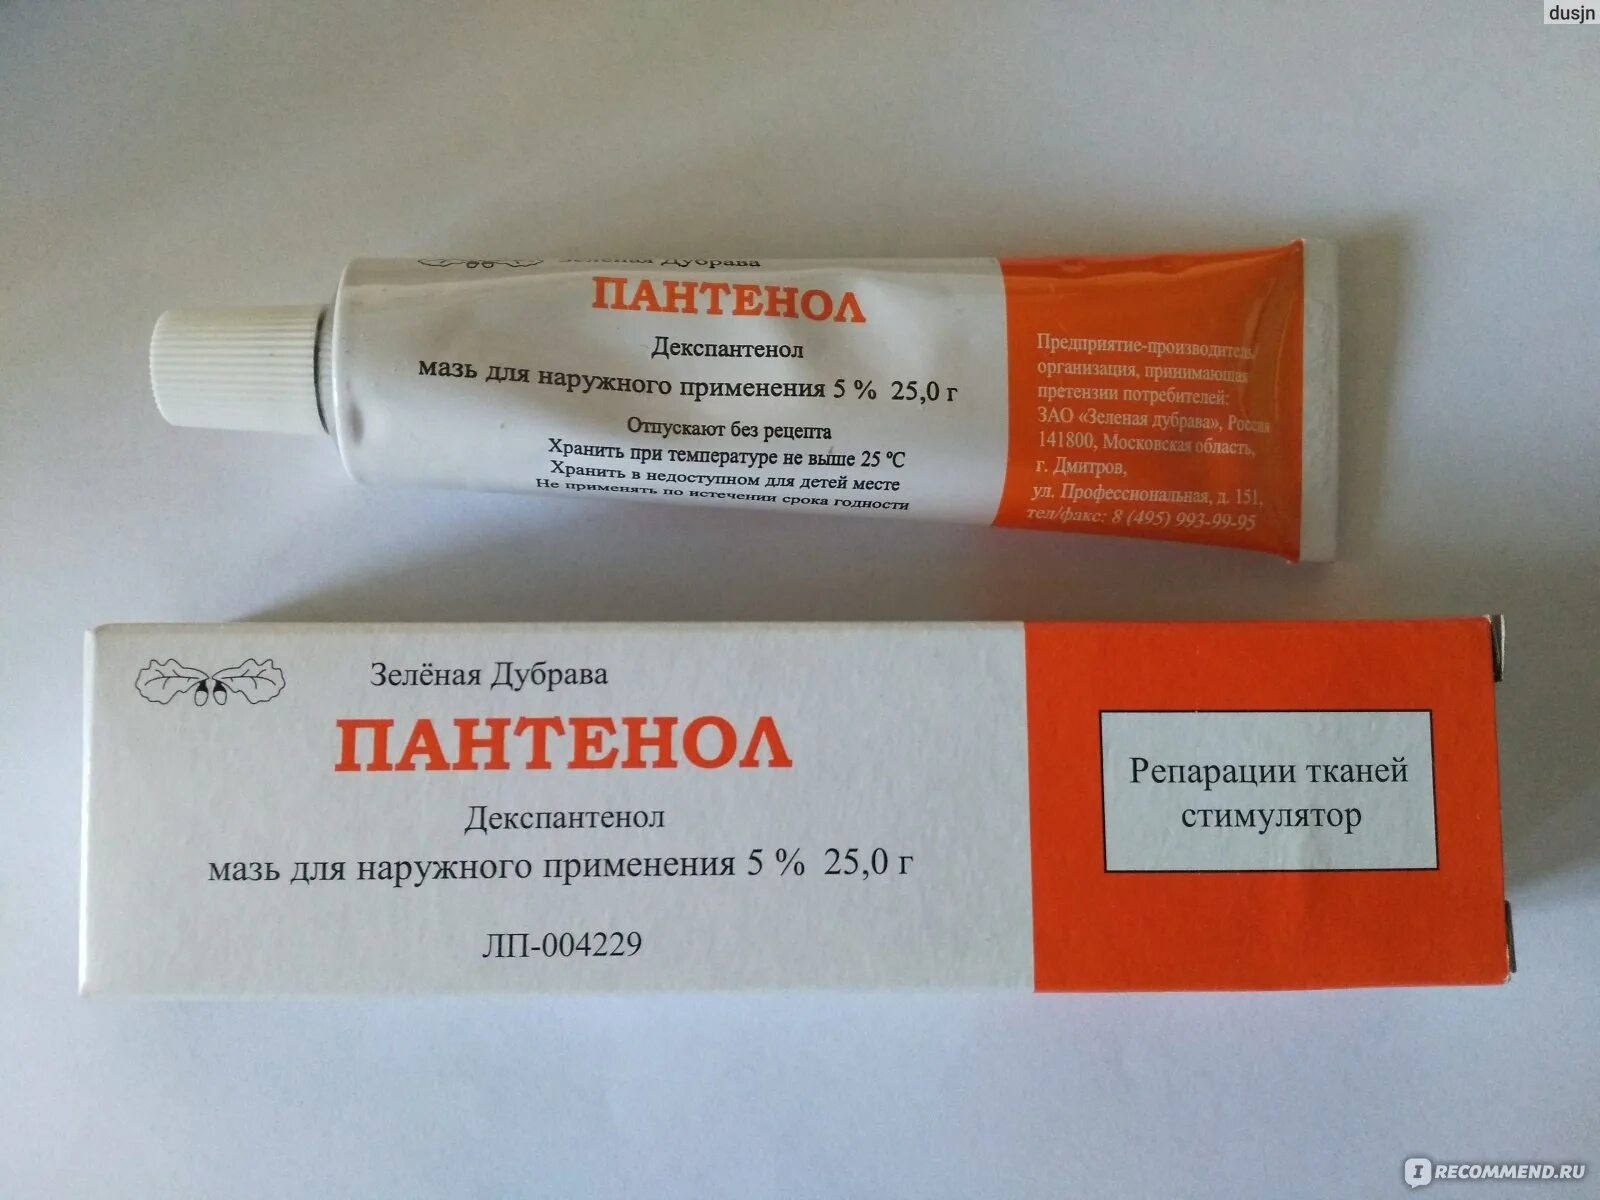 dusjn
Зелёная Дубрава
ПАНТЕНОЛ
Декспантенол
мазь для наружного применения 5 % 25,0 г
Отпускают без рецепта
Хранить при температуре не выше 25 ºС
Хранить в недоступном для детей месте
Не применять по истечении срока годности
Предприятие-производитель/
организация, принимающая
претензии потребителей:
ЗАО «Зеленая дубрава», Россия
141800, Московская область,
г. Дмитров,
ул. Профессиональная, д. 151,
тел/факс: 8 (495) 993-99-95
Зелёная Дубрава
ПАНТЕНОЛ
Декспантенол
мазь для наружного применения 5 % 25,0 г
ЛП-004229
Репарации тканей
стимулятор
IRECOMMEND.RU